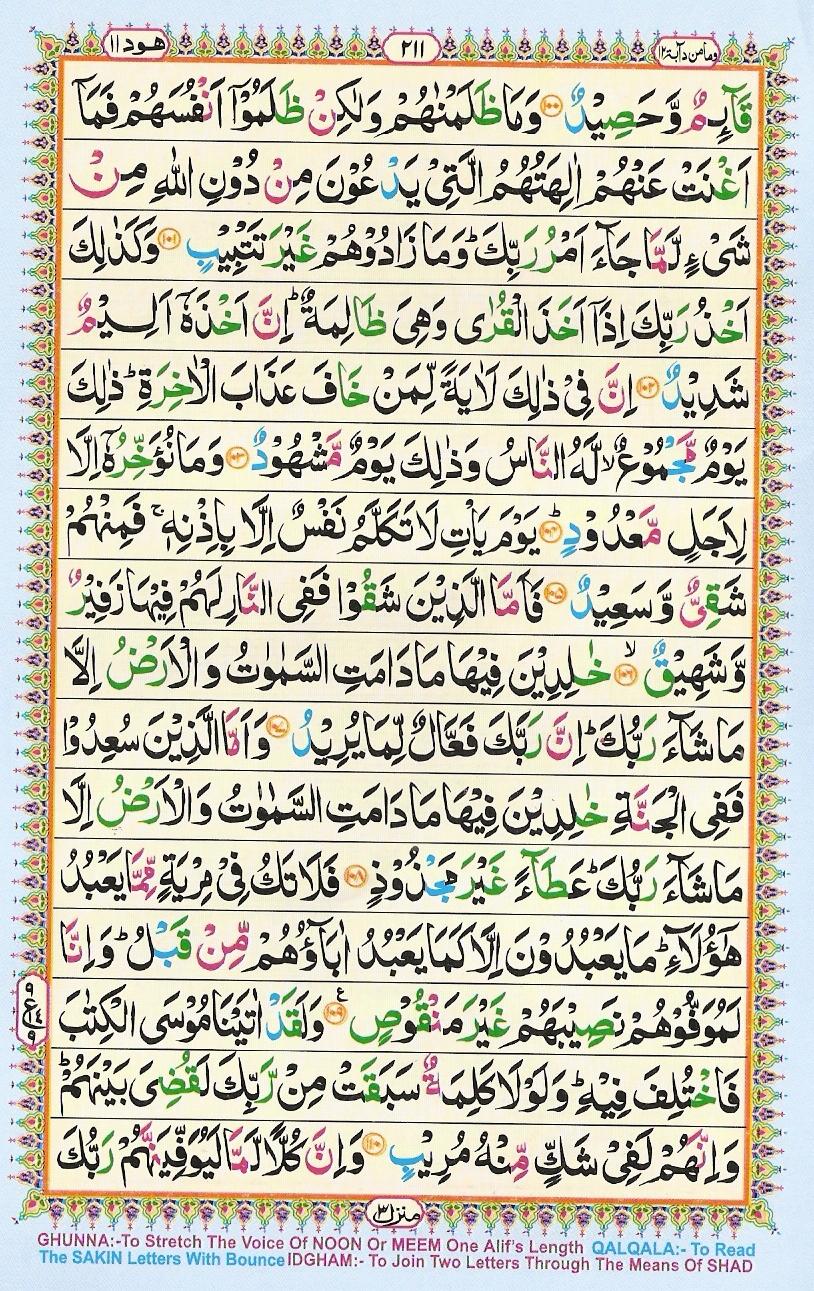 وما من دآبة ١٢
٢١١
هود ١١
قَآىِٕمٌ وَّ حَصِيْدٌ ﴿١٠٠﴾ وَمَا ظَلَمْنٰهُمْ وَلٰكِنْ ظَلَمُوْۤا اَنْفُسَهُمْ فَمَاۤ
اَغْنَتْ عَنْهُمْ اٰلِهَتُهُمُ الَّتِيْ يَدْعُوْنَ مِنْ دُوْنِ اللّٰهِ مِنْ
شَيْءٍ لَّمَّا جَآءَ اَمْرُ رَبِّكَ ؕ وَمَا زَادُوْهُمْ غَيْرَ تَتْبِيْبٍ ﴿١٠١﴾ وَكَذٰلِكَ
اَخْذُ رَبِّكَ اِذَاۤ اَخَذَ الْقُرٰى وَهِيَ ظَالِمَةٌ ؕ اِنَّ اَخْذَهٗۤ اَلِيْمٌ
شَدِيْدٌ ﴿١٠٢﴾ اِنَّ فِيْ ذٰلِكَ لَاٰيَةً لِّمَنْ خَافَ عَذَابَ الْاٰخِرَةِ ؕ ذٰلِكَ
يَوْمٌ مَّجْمُوْعٌ ۙ لَّهُ النَّاسُ وَذٰلِكَ يَوْمٌ مَّشْهُوْدٌ ﴿١٠٣﴾ وَمَا نُؤَخِّرُهٗۤ اِلَّا
لِاَجَلٍ مَّعْدُوْدٍ ﴿١٠٤﴾ يَوْمَ يَاْتِ لَا تَكَلَّمُ نَفْسٌ اِلَّا بِاِذْنِهٖ ۚ فَمِنْهُمْ
شَقِيٌّ وَّ سَعِيْدٌ ﴿١٠٥﴾ فَاَمَّا الَّذِيْنَ شَقُوْا فَفِي النَّارِ لَهُمْ فِيْهَا زَفِيْرٌ
وَّ شَهِيْقٌ ۙ ﴿١٠٦﴾ خٰلِدِيْنَ فِيْهَا مَا دَامَتِ السَّمٰوٰتُ وَ الْاَرْضُ اِلَّا
مَا شَآءَ رَبُّكَ ؕ اِنَّ رَبَّكَ فَعَّالٌ لِّمَا يُرِيْدُ ﴿١٠٧﴾ وَاَمَّا الَّذِيْنَ سُعِدُوْا
فَفِي الْجَنَّةِ خٰلِدِيْنَ فِيْهَا مَا دَامَتِ السَّمٰوٰتُ وَالْاَرْضُ اِلَّا
مَا شَآءَ رَبُّكَ ؕ عَطَآءً غَيْرَ مَجْذُوْذٍ ﴿١٠٨﴾ فَلَا تَكُ فِيْ مِرْيَةٍ مِّمَّا يَعْبُدُ
هٰۤؤُلَآءِ ؕ مَا يَعْبُدُوْنَ اِلَّا كَمَا يَعْبُدُ اٰبَآؤُهُمْ مِّنْ قَبْلُ ؕ وَاِنَّا
لَمُوَفُّوْهُمْ نَصِيْبَهُمْ غَيْرَ مَنْقُوْصٍ ﴿١٠٩﴾ ع وَلَقَدْ اٰتَيْنَا مُوْسَى الْكِتٰبَ
٩ ع ١٤ ٩
فَاخْتُلِفَ فِيْهِ ؕ وَلَوْلَا كَلِمَةٌ سَبَقَتْ مِنْ رَّبِّكَ لَقُضِيَ بَيْنَهُمْ ؕ
وَاِنَّهُمْ لَفِيْ شَكٍّ مِّنْهُ مُرِيْبٍ ﴿١١٠﴾ وَاِنَّ كُلًّا لَّمَّا لَيُوَفِّيَنَّهُمْ رَبُّكَ
منزل ٣
GHUNNA:-To Stretch The Voice Of NOON Or MEEM One Alif's Length QALQALA:- To Read
The SAKIN Letters With Bounce IDGHAM:- To Join Two Letters Through The Means Of SHAD